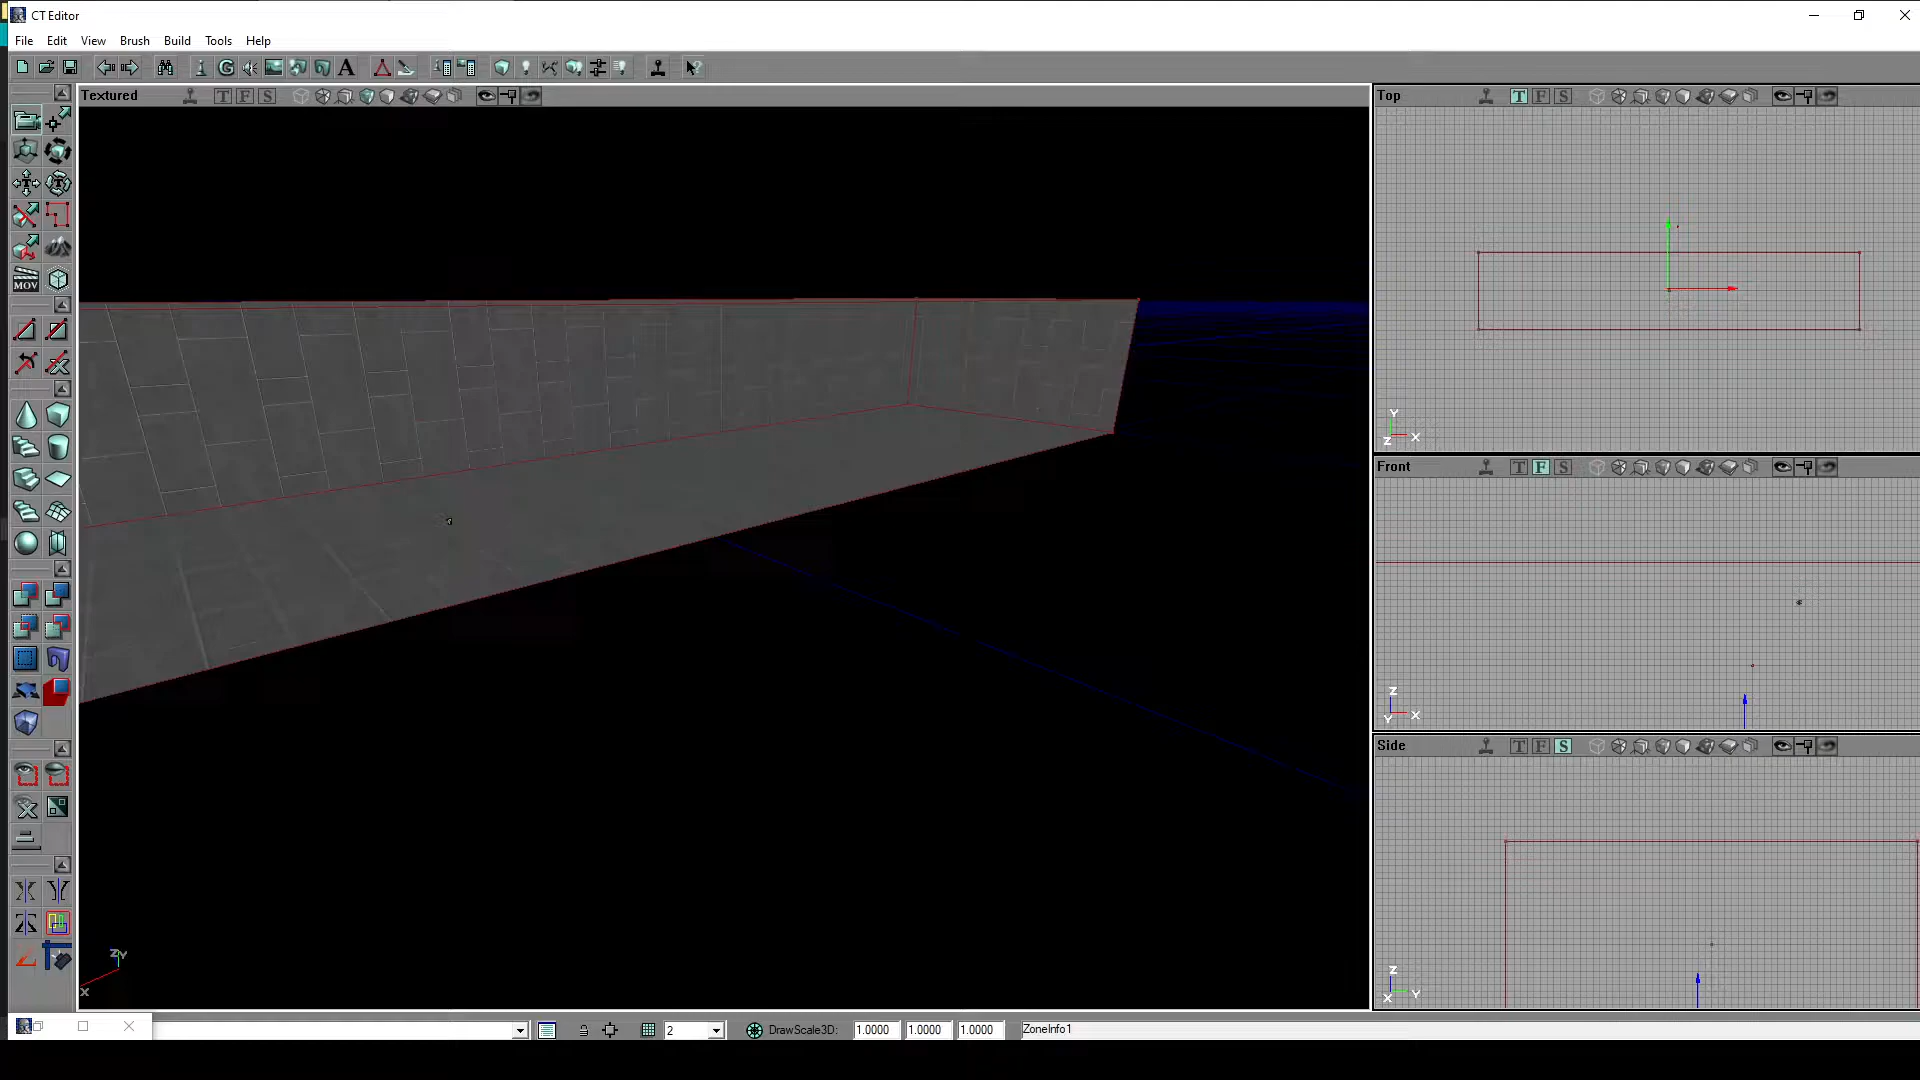 CT Editor
File Edit View Brush Build Tools Help
Textured T F S
Top T F S
MOV
Y
Z X
Front T F S
Z
Y X
Side T F S
Z
X Y
ZY
X
2 DrawScale3D: 1.0000 1.0000 1.0000 ZoneInfo1